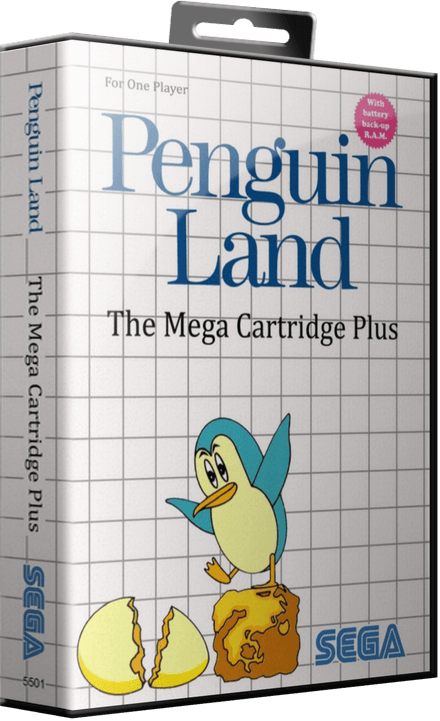 For One Player
With
battery
back-up
R.A.M.
Penguin
Land
The Mega Cartridge Plus
SEGA
Penguin Land
The Mega Cartridge Plus
SEGA
5501